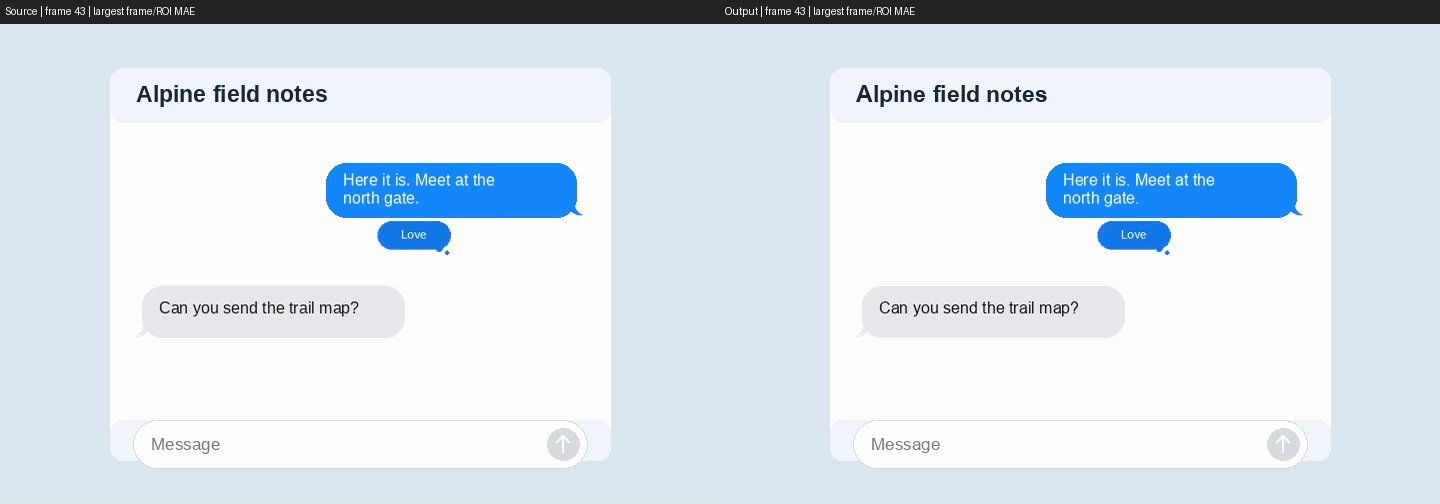 Source | frame 43 | largest frame/ROI MAE
Alpine field notes
Here it is. Meet at the
north gate.
Love
Can you send the trail map?
Message
Output | frame 43 | largest frame/ROI MAE
Alpine field notes
Here it is. Meet at the
north gate.
Love
Can you send the trail map?
Message